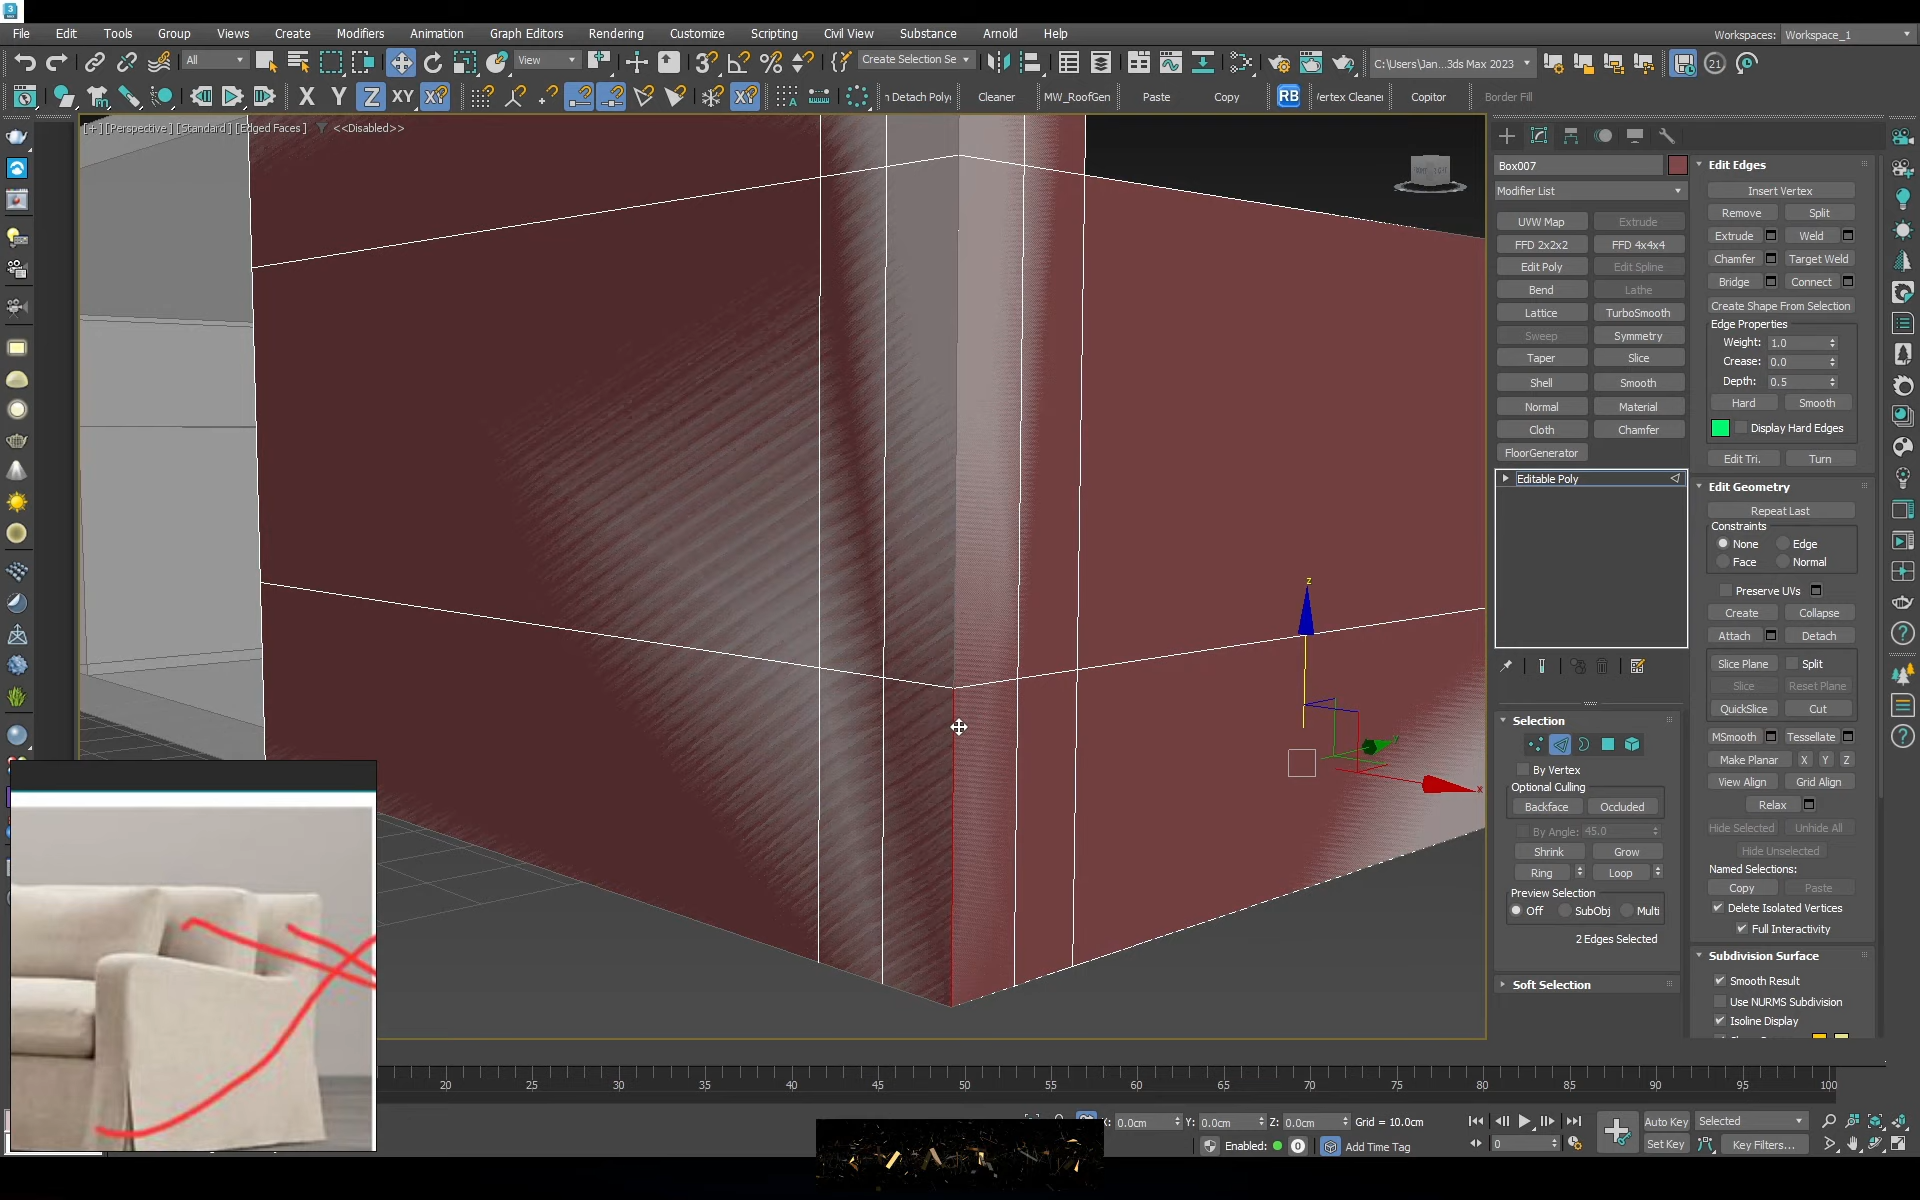 3
MAX
File Edit Tools Group Views Create Modifiers Animation Graph Editors Rendering Customize Scripting Civil View Substance Arnold Help
Workspaces: Workspace_1
All View Create Selection Se C:\Users\Jan...3ds Max 2023 21
X Y Z XY XY n Detach Poly Cleaner MW_RoofGen Paste Copy RB /ertex Cleaner Copitor Border Fill
[+] [Perspective] [Standard] [Edged Faces] <<Disabled>>
Box007
Modifier List
UVW Map Extrude
FFD 2x2x2 FFD 4x4x4
Edit Poly Edit Spline
Bend Lathe
Lattice TurboSmooth
Sweep Symmetry
Taper Slice
Shell Smooth
Normal Material
Cloth Chamfer
FloorGenerator
Editable Poly
Selection
By Vertex
Optional Culling
Backface Occluded
By Angle: 45.0
Shrink Grow
Ring Loop
Preview Selection
Off SubObj Multi
2 Edges Selected
Soft Selection
Edit Edges
Insert Vertex
Remove Split
Extrude Weld
Chamfer Target Weld
Bridge Connect
Create Shape From Selection
Edge Properties
Weight: 1.0
Crease: 0.0
Depth: 0.5
Hard Smooth
Display Hard Edges
Edit Tri. Turn
Edit Geometry
Repeat Last
Constraints
None Edge
Face Normal
Preserve UVs
Create Collapse
Attach Detach
Slice Plane Split
Slice Reset Plane
QuickSlice Cut
MSmooth Tessellate
Make Planar X Y Z
View Align Grid Align
Relax
Hide Selected Unhide All
Hide Unselected
Named Selections:
Copy Paste
Delete Isolated Vertices
Full Interactivity
Subdivision Surface
Smooth Result
Use NURMS Subdivision
Isoline Display
z
y
x
20 25 30 35 40 45 50 55 60 65 70 75 80 85 90 95 100
X: 0.0cm Y: 0.0cm Z: 0.0cm Grid = 10.0cm
Enabled: 0 Add Time Tag
0
Auto Key Selected
Set Key Key Filters...